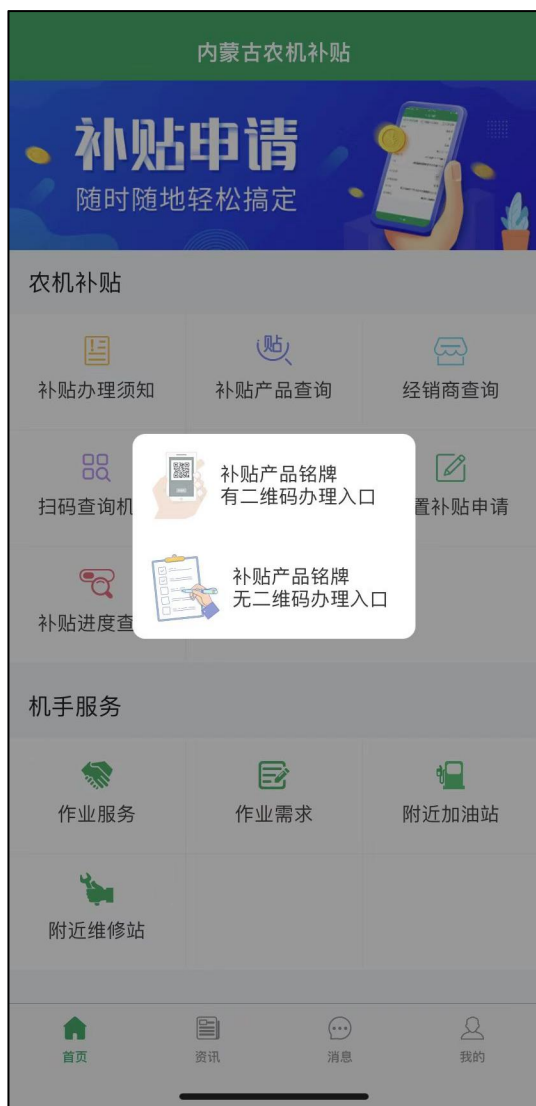 内蒙古农机补贴
补贴申请
随时随地轻松搞定
农机补贴
补贴办理须知
贴
补贴产品查询
经销商查询
扫码查询机
置补贴申请
补贴产品铭牌
有二维码办理入口
补贴产品铭牌
无二维码办理入口
补贴进度查
机手服务
作业服务
作业需求
附近加油站
附近维修站
首页
资讯
消息
我的